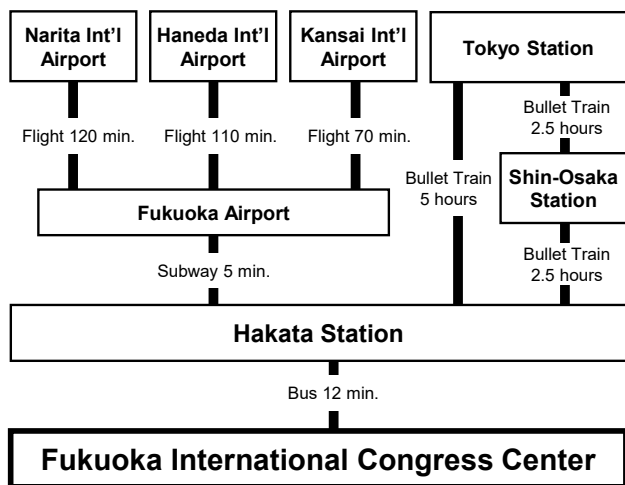 Narita Int'l
Airport
Haneda Int'l
Airport
Kansai Int'l
Airport
Tokyo Station
Flight 120 min.
Flight 110 min.
Flight 70 min.
Bullet Train
2.5 hours
Bullet Train
5 hours
Shin-Osaka
Station
Fukuoka Airport
Subway 5 min.
Bullet Train
2.5 hours
Hakata Station
Bus 12 min.
Fukuoka International Congress Center